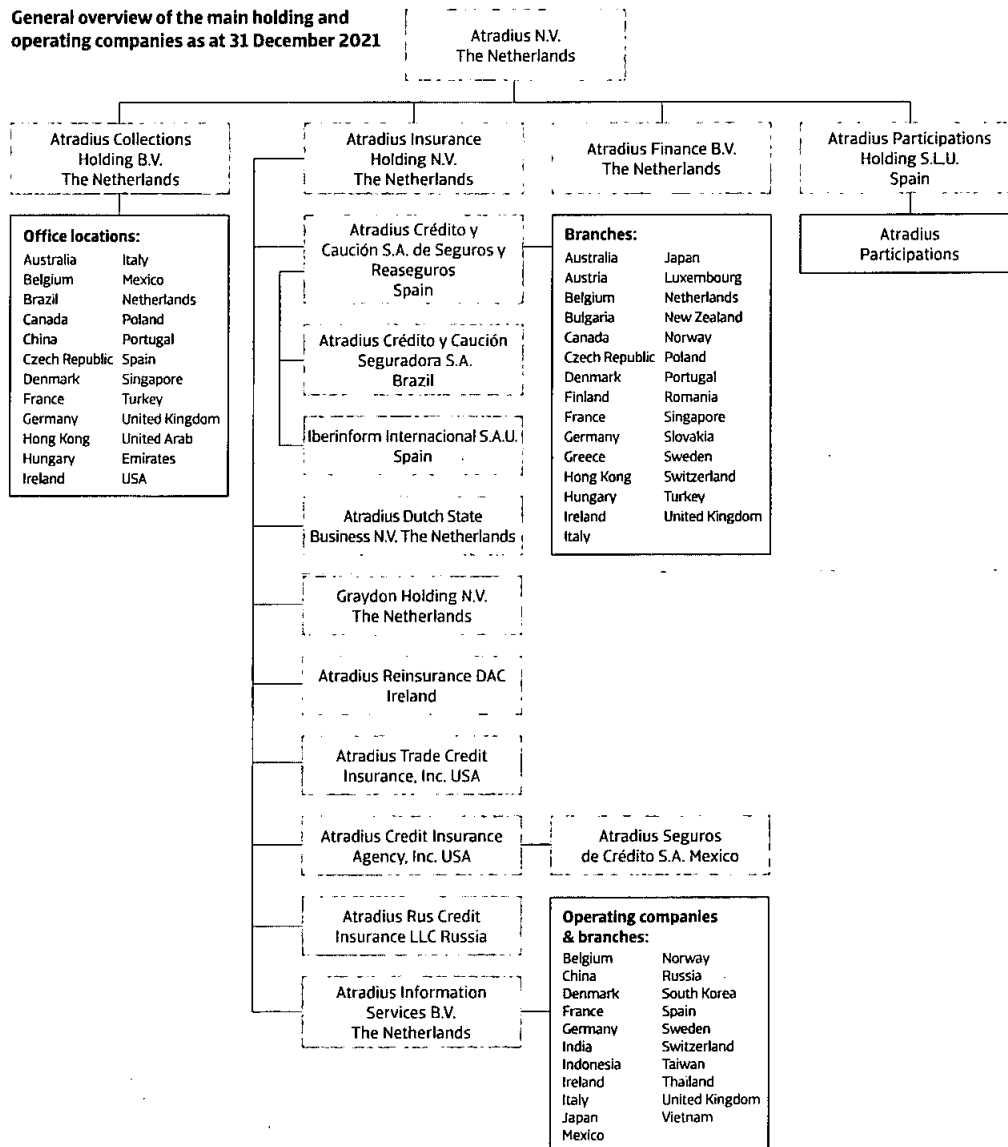 General overview of the main holding and
operating companies as at 31 December 2021
Atradius N.V.
The Netherlands
Atradius Collections
Holding B.V.
The Netherlands
Atradius Insurance
Holding N.V.
The Netherlands
Atradius Finance B.V.
The Netherlands
Atradius Participations
Holding S.L.U.
Spain
Office locations:
Australia Italy
Belgium Mexico
Brazil Netherlands
Canada Poland
China Portugal
Czech Republic Spain
Denmark Singapore
France Turkey
Germany United Kingdom
Hong Kong United Arab
Hungary Emirates
Ireland USA
Atradius Crédito y
Caución S.A. de Seguros y
Reaseguros
Spain
Branches:
Australia Japan
Austria Luxembourg
Belgium Netherlands
Bulgaria New Zealand
Canada Norway
Czech Republic Poland
Denmark Portugal
Finland Romania
France Singapore
Germany Slovakia
Greece Sweden
Hong Kong Switzerland
Hungary Turkey
Ireland United Kingdom
Italy
Atradius
Participations
Atradius Crédito y Caución
Seguradora S.A.
Brazil
Iberinform Internacional S.A.U.
Spain
Atradius Dutch State
Business N.V. The Netherlands
Graydon Holding N.V.
The Netherlands
Atradius Reinsurance DAC
Ireland
Atradius Trade Credit
Insurance, Inc. USA
Atradius Credit Insurance
Agency, Inc. USA
Atradius Seguros
de Crédito S.A. Mexico
Atradius Rus Credit
Insurance LLC Russia
Atradius Information
Services B.V.
The Netherlands
Operating companies
& branches:
Belgium Norway
China Russia
Denmark South Korea
France Spain
Germany Sweden
India Switzerland
Indonesia Taiwan
Ireland Thailand
Italy United Kingdom
Japan Vietnam
Mexico